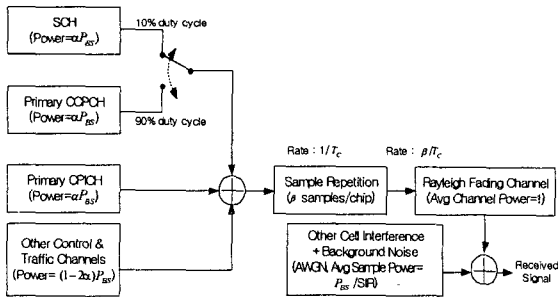 SCH
(Power=αP_BS)
10% duty cycle
Primary CCPCH
(Power=αP_BS)
90% duty cycle
Primary CPICH
(Power=αP_BS)
Other Control &
Traffic Channels
(Power= (1−2α)P_BS)
Rate : 1/T_C
Sample Repetition
(β samples/chip)
Rate : β/T_C
Rayleigh Fading Channel
(Avg Channel Power=1)
Other Cell Interference
+ Background Noise
(AWGN, Avg Sample Power=
P_BS /SIR)
Received
Signal